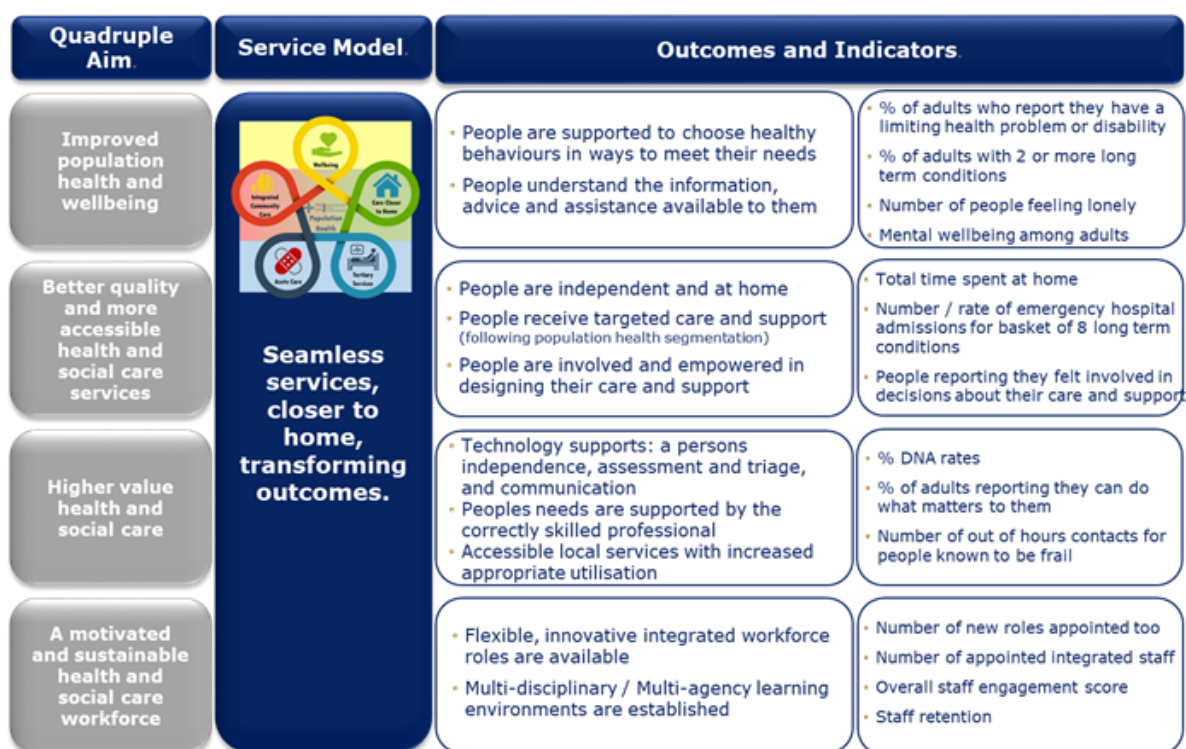 Quadruple
Aim.
Service Model.
Outcomes and Indicators.
Improved
population
health and
wellbeing
Wellbeing
Integrated
Community
Care
Care Closer
to Home
Population
Health
Acute Care
Tertiary
Services
Seamless
services,
closer to
home,
transforming
outcomes.
• People are supported to choose healthy
behaviours in ways to meet their needs
• People understand the information,
advice and assistance available to them
• % of adults who report they have a
limiting health problem or disability
• % of adults with 2 or more long
term conditions
• Number of people feeling lonely
• Mental wellbeing among adults
Better quality
and more
accessible
health and
social care
services
• People are independent and at home
• People receive targeted care and support
(following population health segmentation)
• People are involved and empowered in
designing their care and support
• Total time spent at home
• Number / rate of emergency hospital
admissions for basket of 8 long term
conditions
• People reporting they felt involved in
decisions about their care and support
Higher value
health and
social care
• Technology supports: a persons
independence, assessment and triage,
and communication
• Peoples needs are supported by the
correctly skilled professional
• Accessible local services with increased
appropriate utilisation
• % DNA rates
• % of adults reporting they can do
what matters to them
• Number of out of hours contacts for
people known to be frail
A motivated
and sustainable
health and
social care
workforce
• Flexible, innovative integrated workforce
roles are available
• Multi-disciplinary / Multi-agency learning
environments are established
• Number of new roles appointed too
• Number of appointed integrated staff
• Overall staff engagement score
• Staff retention